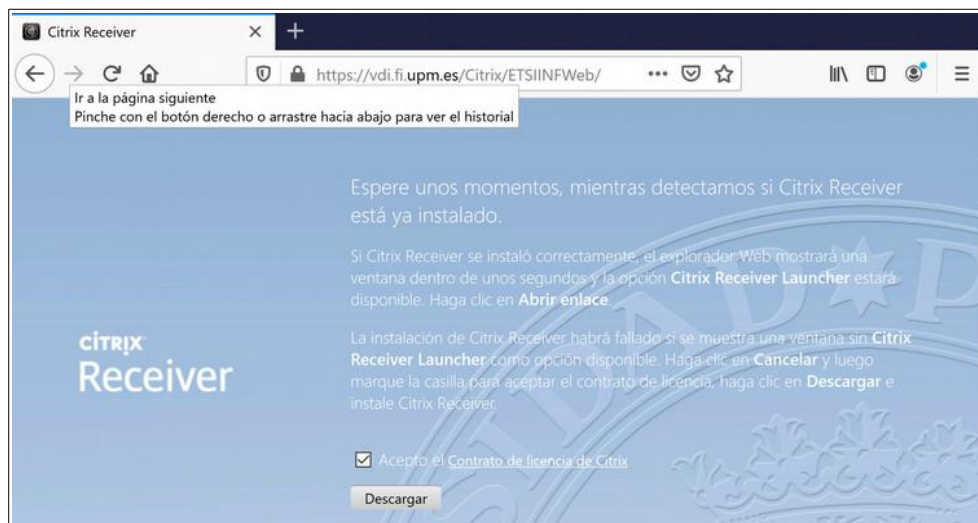 Citrix Receiver
https://vdi.fi.upm.es/Citrix/ETSIINFWeb/
Ir a la página siguiente
Pinche con el botón derecho o arrastre hacia abajo para ver el historial
Espere unos momentos, mientras detectamos si Citrix Receiver
está ya instalado.
Si Citrix Receiver se instaló correctamente, el explorador Web mostrará una
ventana dentro de unos segundos y la opción Citrix Receiver Launcher estará
disponible. Haga clic en Abrir enlace.
La instalación de Citrix Receiver habrá fallado si se muestra una ventana sin Citrix
Receiver Launcher como opción disponible. Haga clic en Cancelar y luego
marque la casilla para aceptar el contrato de licencia, haga clic en Descargar e
instale Citrix Receiver.
CITRIX
Receiver
Acepto el Contrato de licencia de Citrix
Descargar
SIDAD P